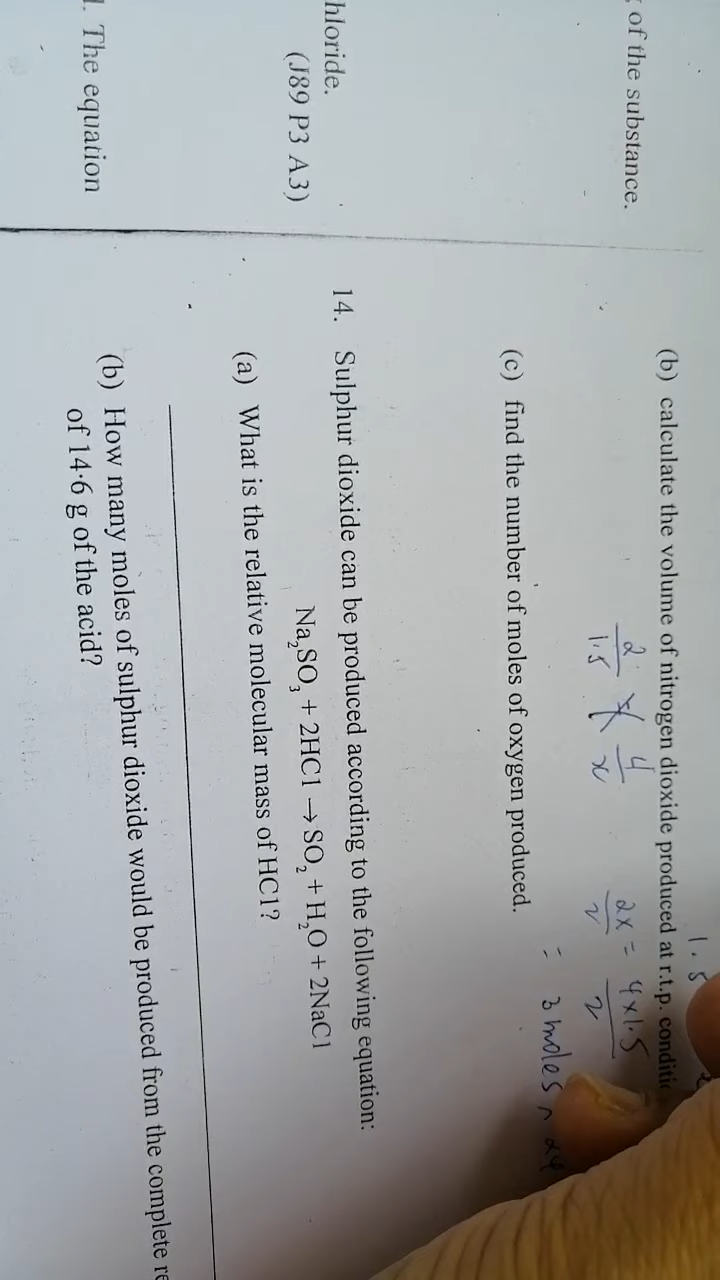 of the substance.
hloride.
(J89 P3 A3)
. The equation
(b) calculate the volume of nitrogen dioxide produced at r.t.p.
1.5
2/1.5 4/x 2x/2 = 4x1.5/2
= 3 moles
(c) find the number of moles of oxygen produced.
14. Sulphur dioxide can be produced according to the following equation:
Na₂SO₃ + 2HCl → SO₂ + H₂O + 2NaCl
(a) What is the relative molecular mass of HCl?
(b) How many moles of sulphur dioxide would be produced from the complete
of 14·6 g of the acid?